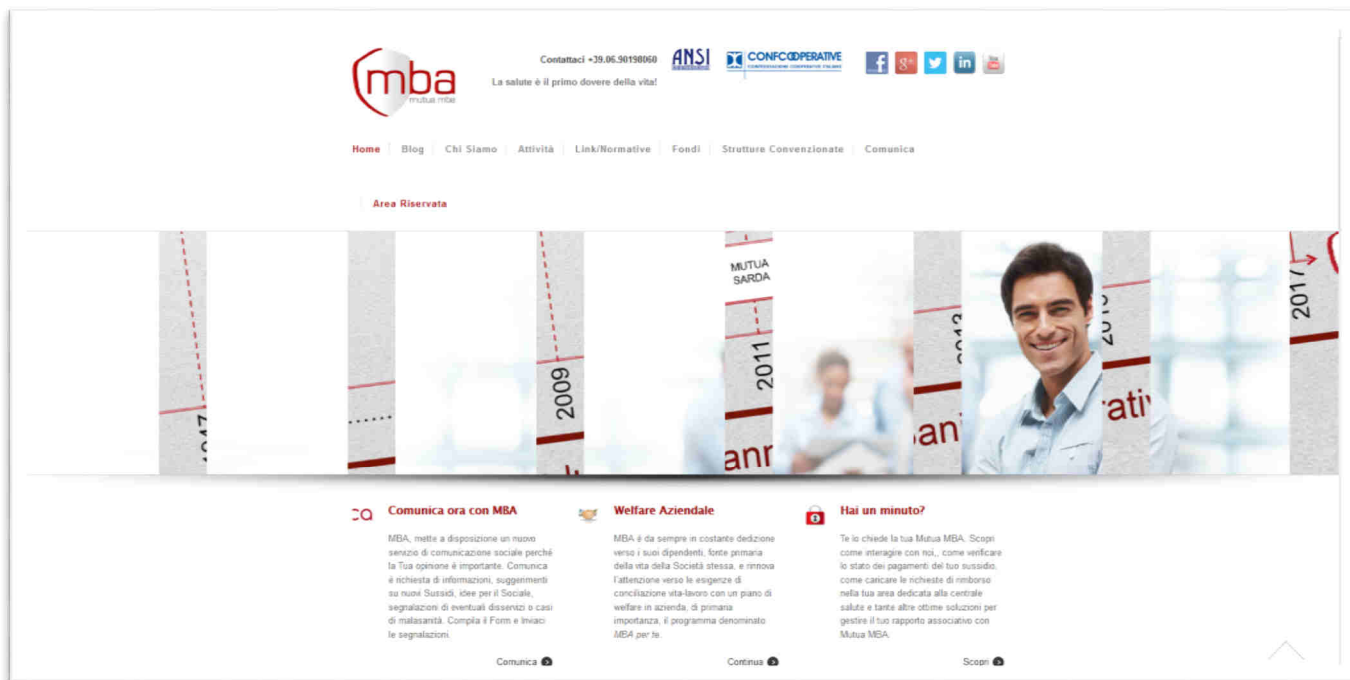 mba
mutua mba
Contattaci +39.06.90198060
La salute è il primo dovere della vita!
ANSI
CONFCOOPERATIVE
CONFEDERAZIONE COOPERATIVE ITALIANE
Home Blog Chi Siamo Attività Link/Normative Fondi Strutture Convenzionate Comunica
Area Riservata
MUTUA
SARDA
2009
2011
2013
2017
ann
ani
ativ
Comunica ora con MBA
MBA, mette a disposizione un nuovo
servizio di comunicazione sociale perché
la Tua opinione è importante. Comunica
è richiesta di informazioni, suggerimenti
su nuovi Sussidi, idee per il Sociale,
segnalazioni di eventuali disservizi o casi
di malasanità. Compila il Form e Inviaci
le segnalazioni.
Comunica
Welfare Aziendale
MBA è da sempre in costante dedizione
verso i suoi dipendenti, fonte primaria
della vita della Società stessa, e rinnova
l'attenzione verso le esigenze di
conciliazione vita-lavoro con un piano di
welfare in azienda, di primaria
importanza, il programma denominato
MBA per te.
Continua
Hai un minuto?
Te lo chiede la tua Mutua MBA. Scopri
come interagire con noi,, come verificare
lo stato dei pagamenti del tuo sussidio,
come caricare le richieste di rimborso
nella tua area dedicata alla centrale
salute e tante altre ottime soluzioni per
gestire il tuo rapporto associativo con
Mutua MBA.
Scopri